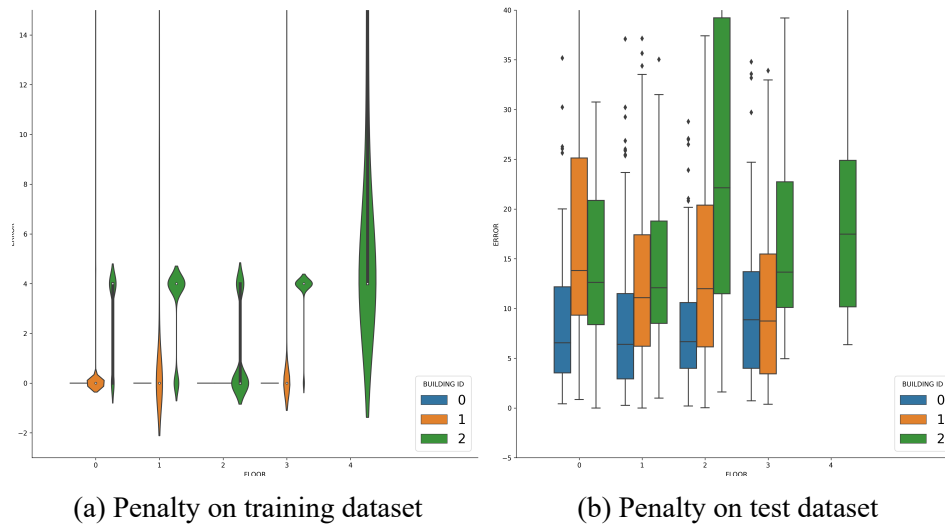 14
12
10
8
6
4
2
0
−2
ERROR
0 1 2 3 4
FLOOR
BUILDING ID
0
1
2
40
35
30
25
20
15
10
5
0
−5
ERROR
0 1 2 3 4
FLOOR
BUILDING ID
0
1
2
(a) Penalty on training dataset
(b) Penalty on test dataset